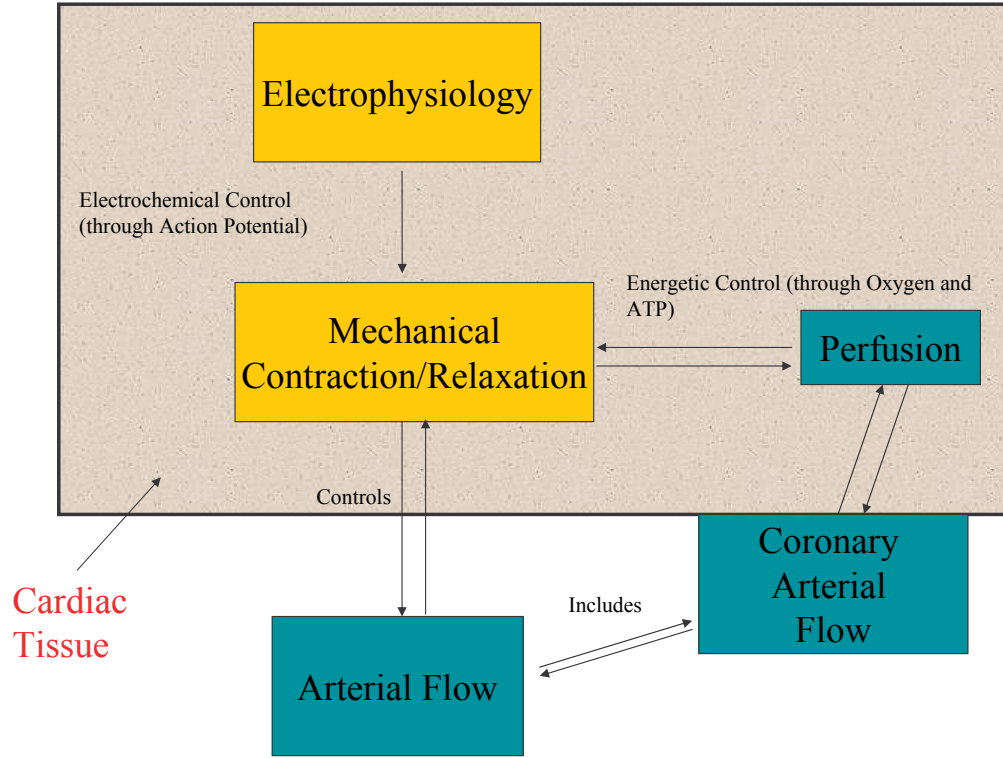 Electrophysiology
Electrochemical Control
(through Action Potential)
Energetic Control (through Oxygen and
ATP)
Mechanical
Contraction/Relaxation
Perfusion
Controls
Coronary
Arterial
Flow
Cardiac
Tissue
Includes
Arterial Flow